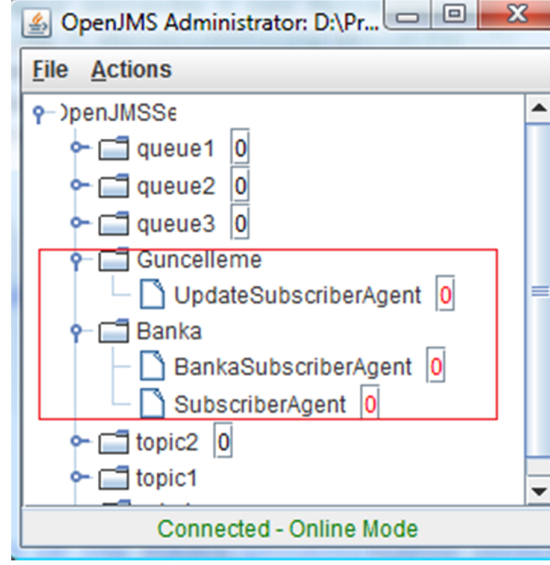 OpenJMS Administrator: D:\Pr...
File Actions
OpenJMSSe
queue1 0
queue2 0
queue3 0
Guncelleme
UpdateSubscriberAgent 0
Banka
BankaSubscriberAgent 0
SubscriberAgent 0
topic2 0
topic1
Connected - Online Mode